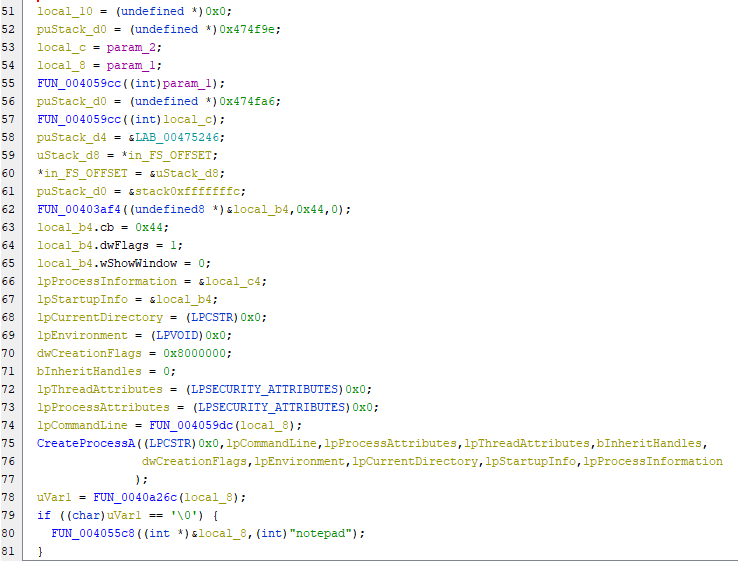 51 local_10 = (undefined *)0x0;
52 puStack_d0 = (undefined *)0x474f9e;
53 local_c = param_2;
54 local_8 = param_1;
55 FUN_004059cc((int)param_1);
56 puStack_d0 = (undefined *)0x474fa6;
57 FUN_004059cc((int)local_c);
58 puStack_d4 = &LAB_00475246;
59 uStack_d8 = *in_FS_OFFSET;
60 *in_FS_OFFSET = &uStack_d8;
61 puStack_d0 = &stack0xfffffffc;
62 FUN_00403af4((undefined8 *)&local_b4,0x44,0);
63 local_b4.cb = 0x44;
64 local_b4.dwFlags = 1;
65 local_b4.wShowWindow = 0;
66 lpProcessInformation = &local_c4;
67 lpStartupInfo = &local_b4;
68 lpCurrentDirectory = (LPCSTR)0x0;
69 lpEnvironment = (LPVOID)0x0;
70 dwCreationFlags = 0x8000000;
71 bInheritHandles = 0;
72 lpThreadAttributes = (LPSECURITY_ATTRIBUTES)0x0;
73 lpProcessAttributes = (LPSECURITY_ATTRIBUTES)0x0;
74 lpCommandLine = FUN_004059dc(local_8);
75 CreateProcessA((LPCSTR)0x0,lpCommandLine,lpProcessAttributes,lpThreadAttributes,bInheritHandles,
76 dwCreationFlags,lpEnvironment,lpCurrentDirectory,lpStartupInfo,lpProcessInformation
77 );
78 uVar1 = FUN_0040a26c(local_8);
79 if ((char)uVar1 == '\0') {
80 FUN_004055c8((int *)&local_8,(int)"notepad");
81 }